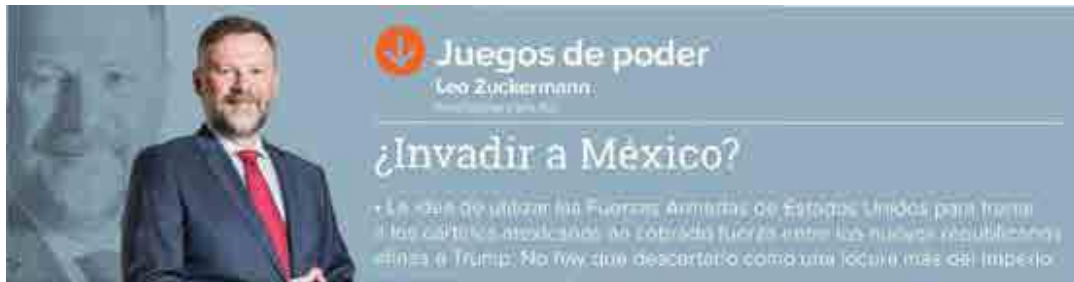 Juegos de poder
Leo Zuckermann
¿Invadir a México?
• La idea de utilizar las Fuerzas Armadas de Estados Unidos para frenar
a los cárteles mexicanos ha cobrado fuerza entre los nuevos republicanos
afines a Trump. No hay que descartarlo como una locura más del imperio.